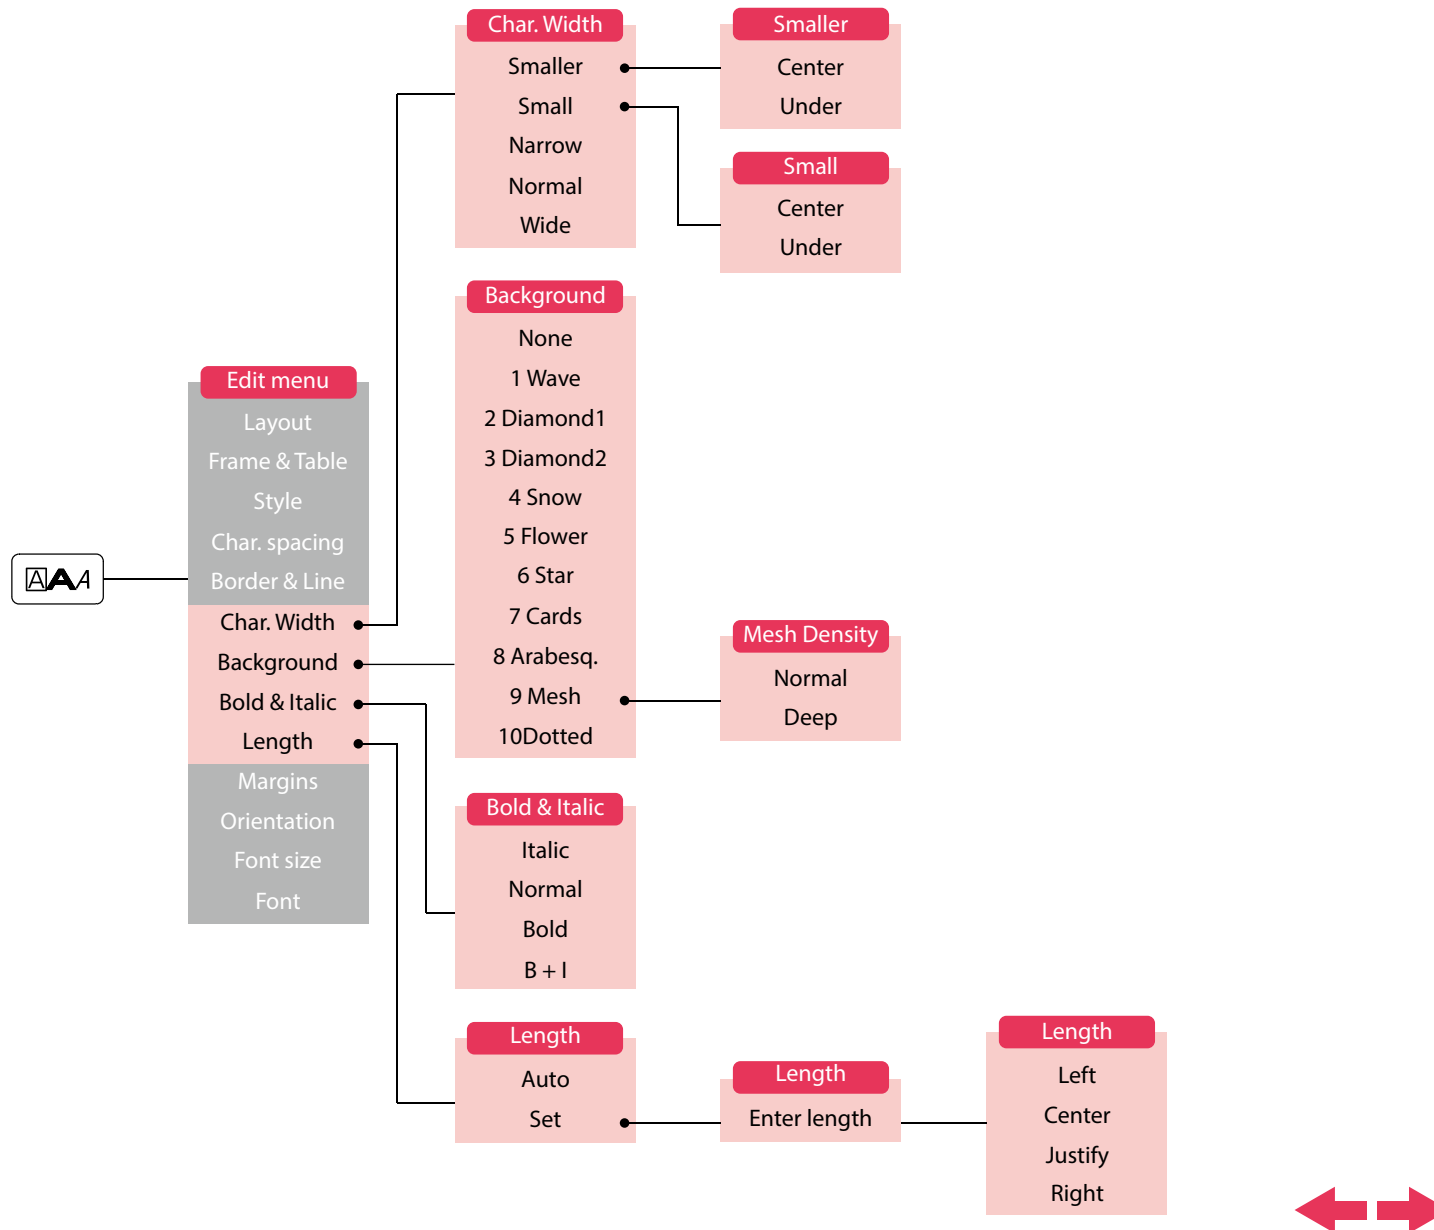 AAA
Edit menu
Layout
Frame & Table
Style
Char. spacing
Border & Line
Char. Width
Background
Bold & Italic
Length
Margins
Orientation
Font size
Font
Char. Width
Smaller
Small
Narrow
Normal
Wide
Smaller
Center
Under
Small
Center
Under
Background
None
1 Wave
2 Diamond1
3 Diamond2
4 Snow
5 Flower
6 Star
7 Cards
8 Arabesq.
9 Mesh
10Dotted
Mesh Density
Normal
Deep
Bold & Italic
Italic
Normal
Bold
B + I
Length
Auto
Set
Length
Enter length
Length
Left
Center
Justify
Right